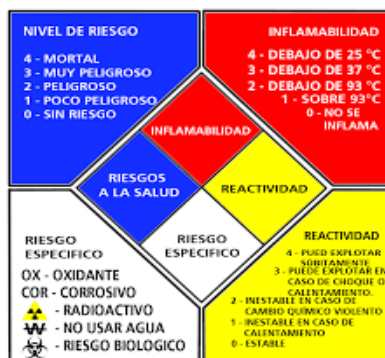 NIVEL DE RIESGO
4 - MORTAL
3 - MUY PELIGROSO
2 - PELIGROSO
1 - POCO PELIGROSO
0 - SIN RIESGO
INFLAMABILIDAD
4 - DEBAJO DE 25 °C
3 - DEBAJO DE 37 °C
2 - DEBAJO DE 93 °C
1 - SOBRE 93°C
0 - NO SE
INFLAMA
INFLAMABILIDAD
RIESGOS
A LA SALUD
REACTIVIDAD
RIESGO
ESPECIFICO
RIESGO
ESPECIFICO
OX - OXIDANTE
COR - CORROSIVO
- RADIOACTIVO
W - NO USAR AGUA
- RIESGO BIOLOGICO
REACTIVIDAD
4 - PUED EXPLOTAR
SÚBITAMENTE
3 - PUEDE EXPLOTAR EN
CASO DE CHOQUE O
CALENTAMIENTO.
2 - INESTABLE EN CASO DE
CAMBIO QUÍMICO VIOLENTO
1 - INESTABLE EN CASO DE
CALENTAMIENTO
0 - ESTABLE